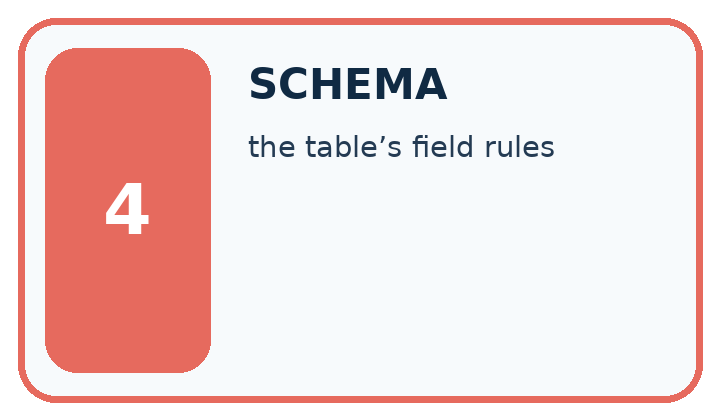 4
SCHEMA
the table’s field rules